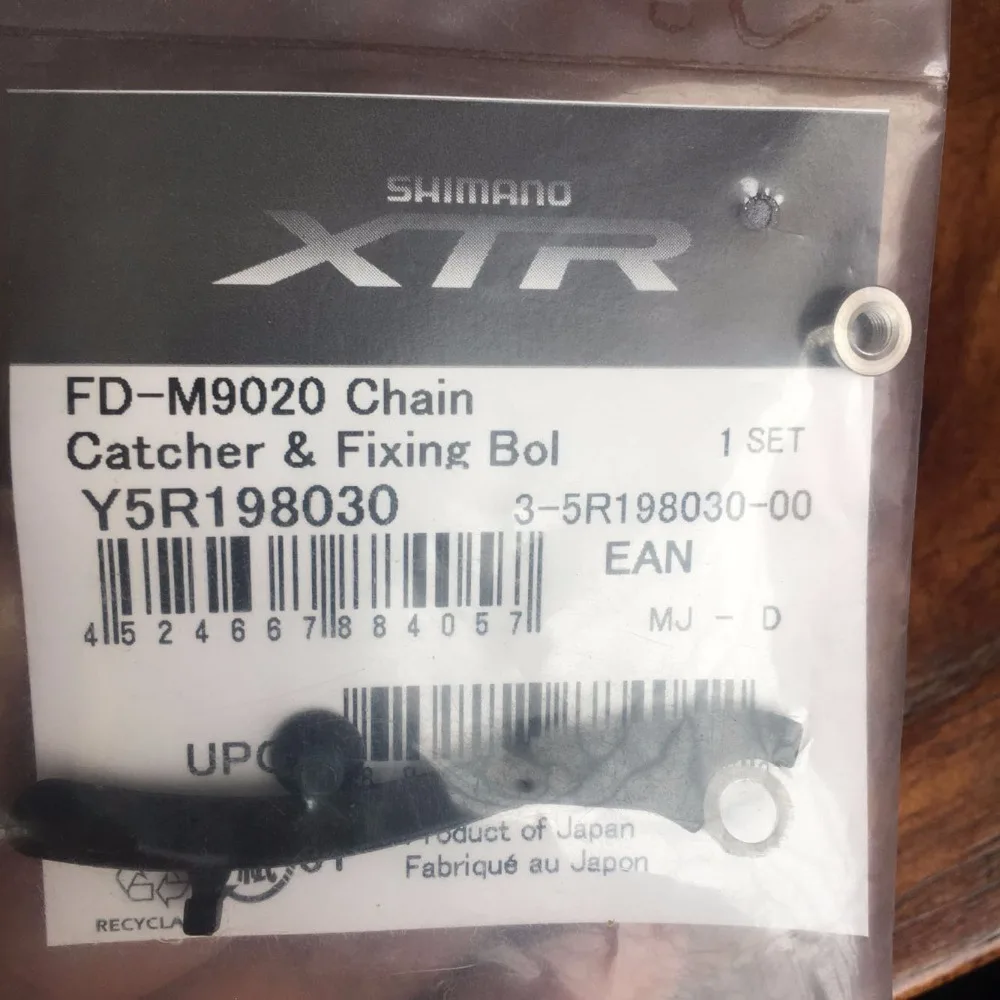 SHIMANO
XTR
FD-M9020 Chain
Catcher & Fixing Bol
1 SET
Y5R198030
3-5R198030-00
EAN
4 524667 884057
MJ - D
UPC
Product of Japan
Fabriqué au Japon